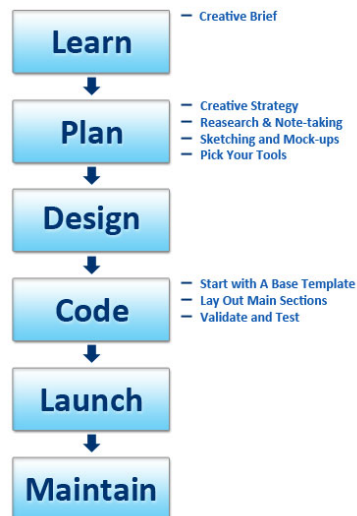 Learn
– Creative Brief
Plan
– Creative Strategy
– Reasearch & Note-taking
– Sketching and Mock-ups
– Pick Your Tools
Design
Code
– Start with A Base Template
– Lay Out Main Sections
– Validate and Test
Launch
Maintain